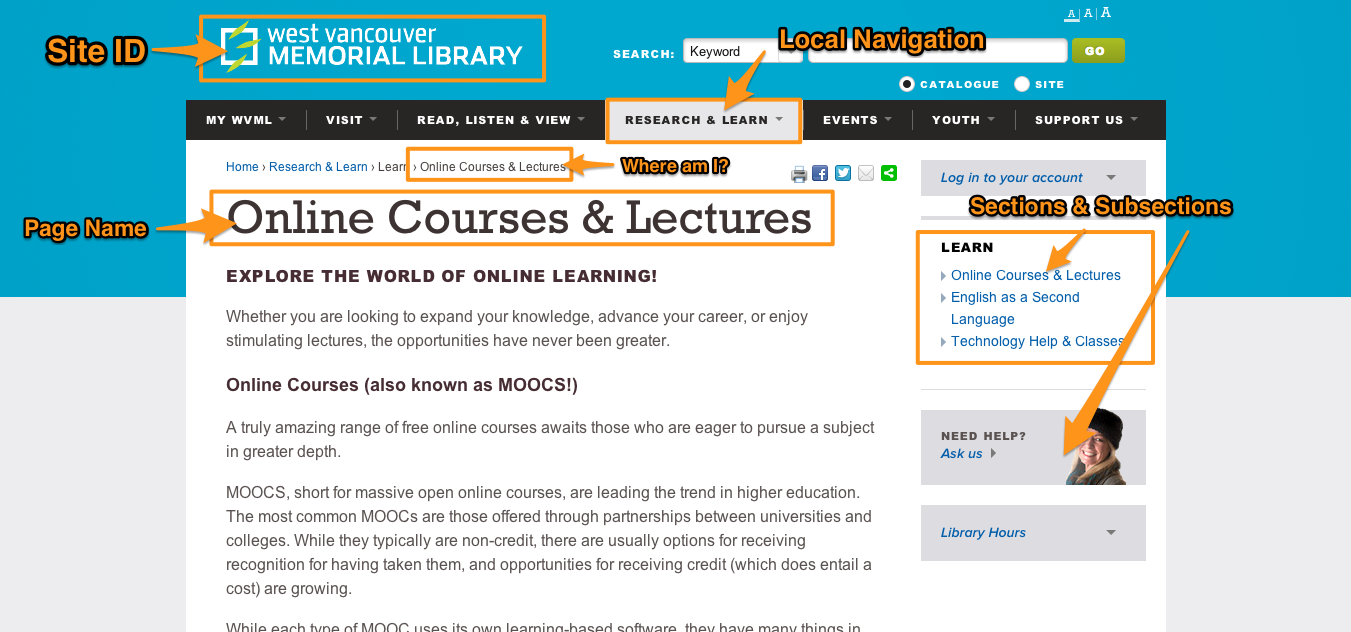 A A A
Site ID
west vancouver
MEMORIAL LIBRARY
Local Navigation
SEARCH: Keyword GO
CATALOGUE SITE
MY WVML VISIT READ, LISTEN & VIEW RESEARCH & LEARN EVENTS YOUTH SUPPORT US
Home › Research & Learn › Learn › Online Courses & Lectures
Where am I?
Log in to your account
Page Name
Online Courses & Lectures
Sections & Subsections
EXPLORE THE WORLD OF ONLINE LEARNING!
Whether you are looking to expand your knowledge, advance your career, or enjoy
stimulating lectures, the opportunities have never been greater.
Online Courses (also known as MOOCS!)
A truly amazing range of free online courses awaits those who are eager to pursue a subject
in greater depth.
MOOCS, short for massive open online courses, are leading the trend in higher education.
The most common MOOCs are those offered through partnerships between universities and
colleges. While they typically are non-credit, there are usually options for receiving
recognition for having taken them, and opportunities for receiving credit (which does entail a
cost) are growing.
While each type of MOOC uses its own learning-based software, they have many things in
LEARN
Online Courses & Lectures
English as a Second
Language
Technology Help & Classes
NEED HELP?
Ask us
Library Hours